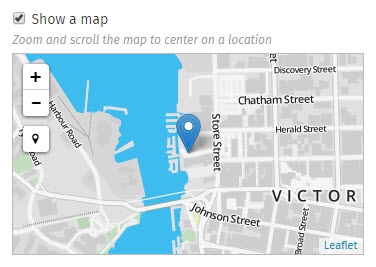 Show a map
Zoom and scroll the map to center on a location
+
−
Discovery Street
Chatham Street
Herald Street
Store Street
Harbour Road
Road
VICTOR
Johnson Street
Broad Street
Leaflet